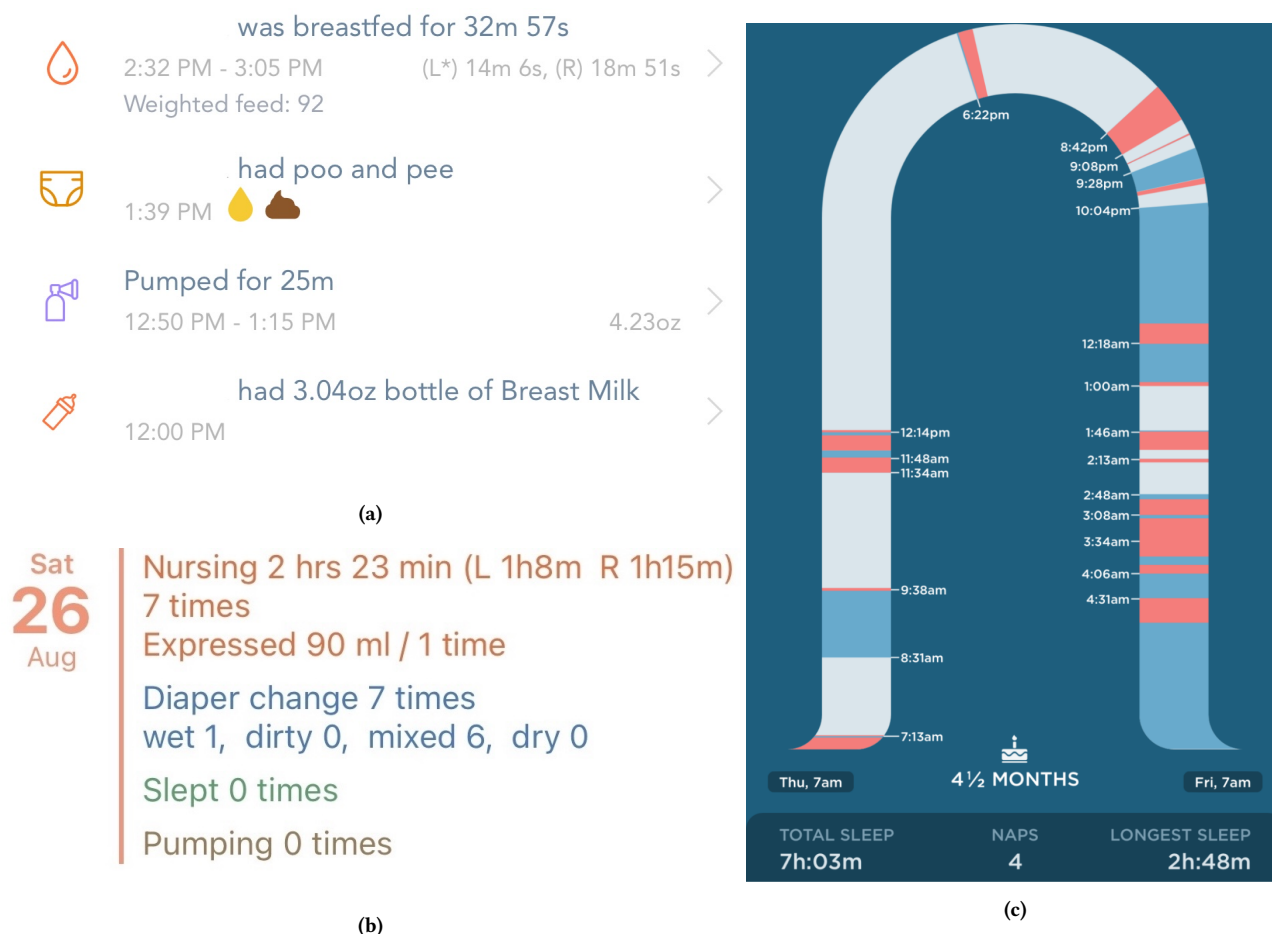 was breastfed for 32m 57s
2:32 PM - 3:05 PM
(L*) 14m 6s, (R) 18m 51s
Weighted feed: 92
had poo and pee
1:39 PM
Pumped for 25m
12:50 PM - 1:15 PM
4.23oz
had 3.04oz bottle of Breast Milk
12:00 PM
(a)
Sat
26
Aug
Nursing 2 hrs 23 min (L 1h8m R 1h15m)
7 times
Expressed 90 ml / 1 time
Diaper change 7 times
wet 1, dirty 0, mixed 6, dry 0
Slept 0 times
Pumping 0 times
(b)
6:22pm
8:42pm
9:08pm
9:28pm
10:04pm
12:18am
1:00am
1:46am
2:13am
2:48am
3:08am
3:34am
4:06am
4:31am
12:14pm
11:48am
11:34am
9:38am
8:31am
7:13am
Thu, 7am
4½ MONTHS
Fri, 7am
TOTAL SLEEP
7h:03m
NAPS
4
LONGEST SLEEP
2h:48m
(c)